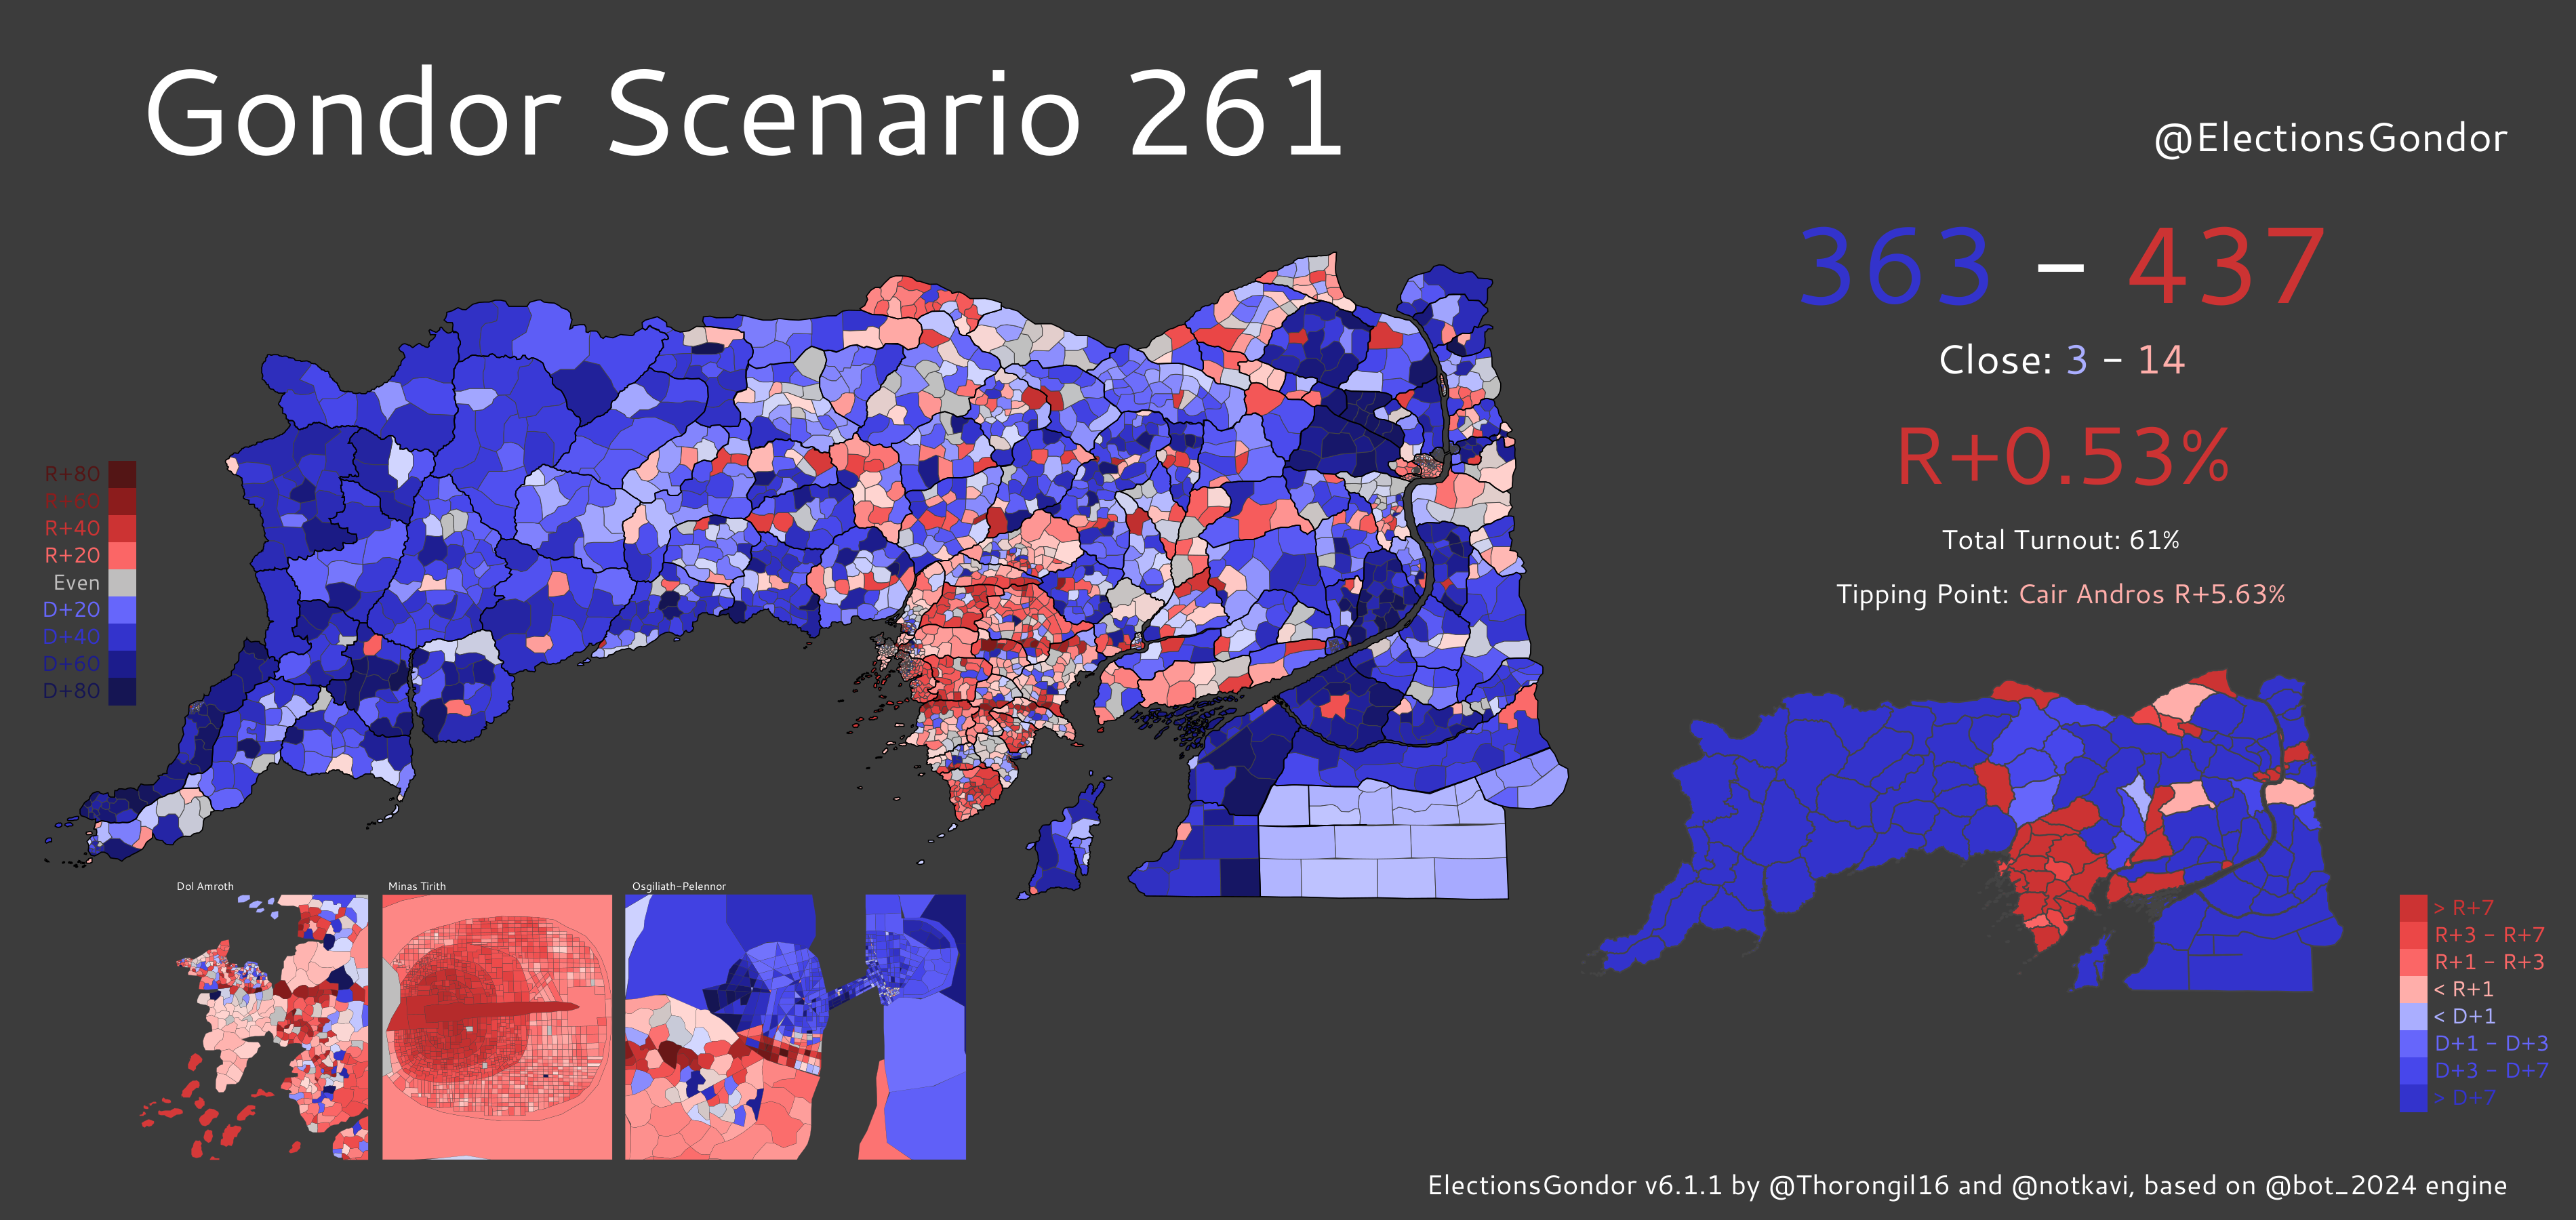 Gondor Scenario 261
@ElectionsGondor
363 – 437
Close: 3 – 14
R+0.53%
Total Turnout: 61%
Tipping Point: Cair Andros R+5.63%
R+80
R+60
R+40
R+20
Even
D+20
D+40
D+60
D+80
Dol Amroth
Minas Tirith
Osgiliath-Pelennor
> R+7
R+3 – R+7
R+1 – R+3
< R+1
< D+1
D+1 – D+3
D+3 – D+7
> D+7
ElectionsGondor v6.1.1 by @Thorongil16 and @notkavi, based on @bot_2024 engine